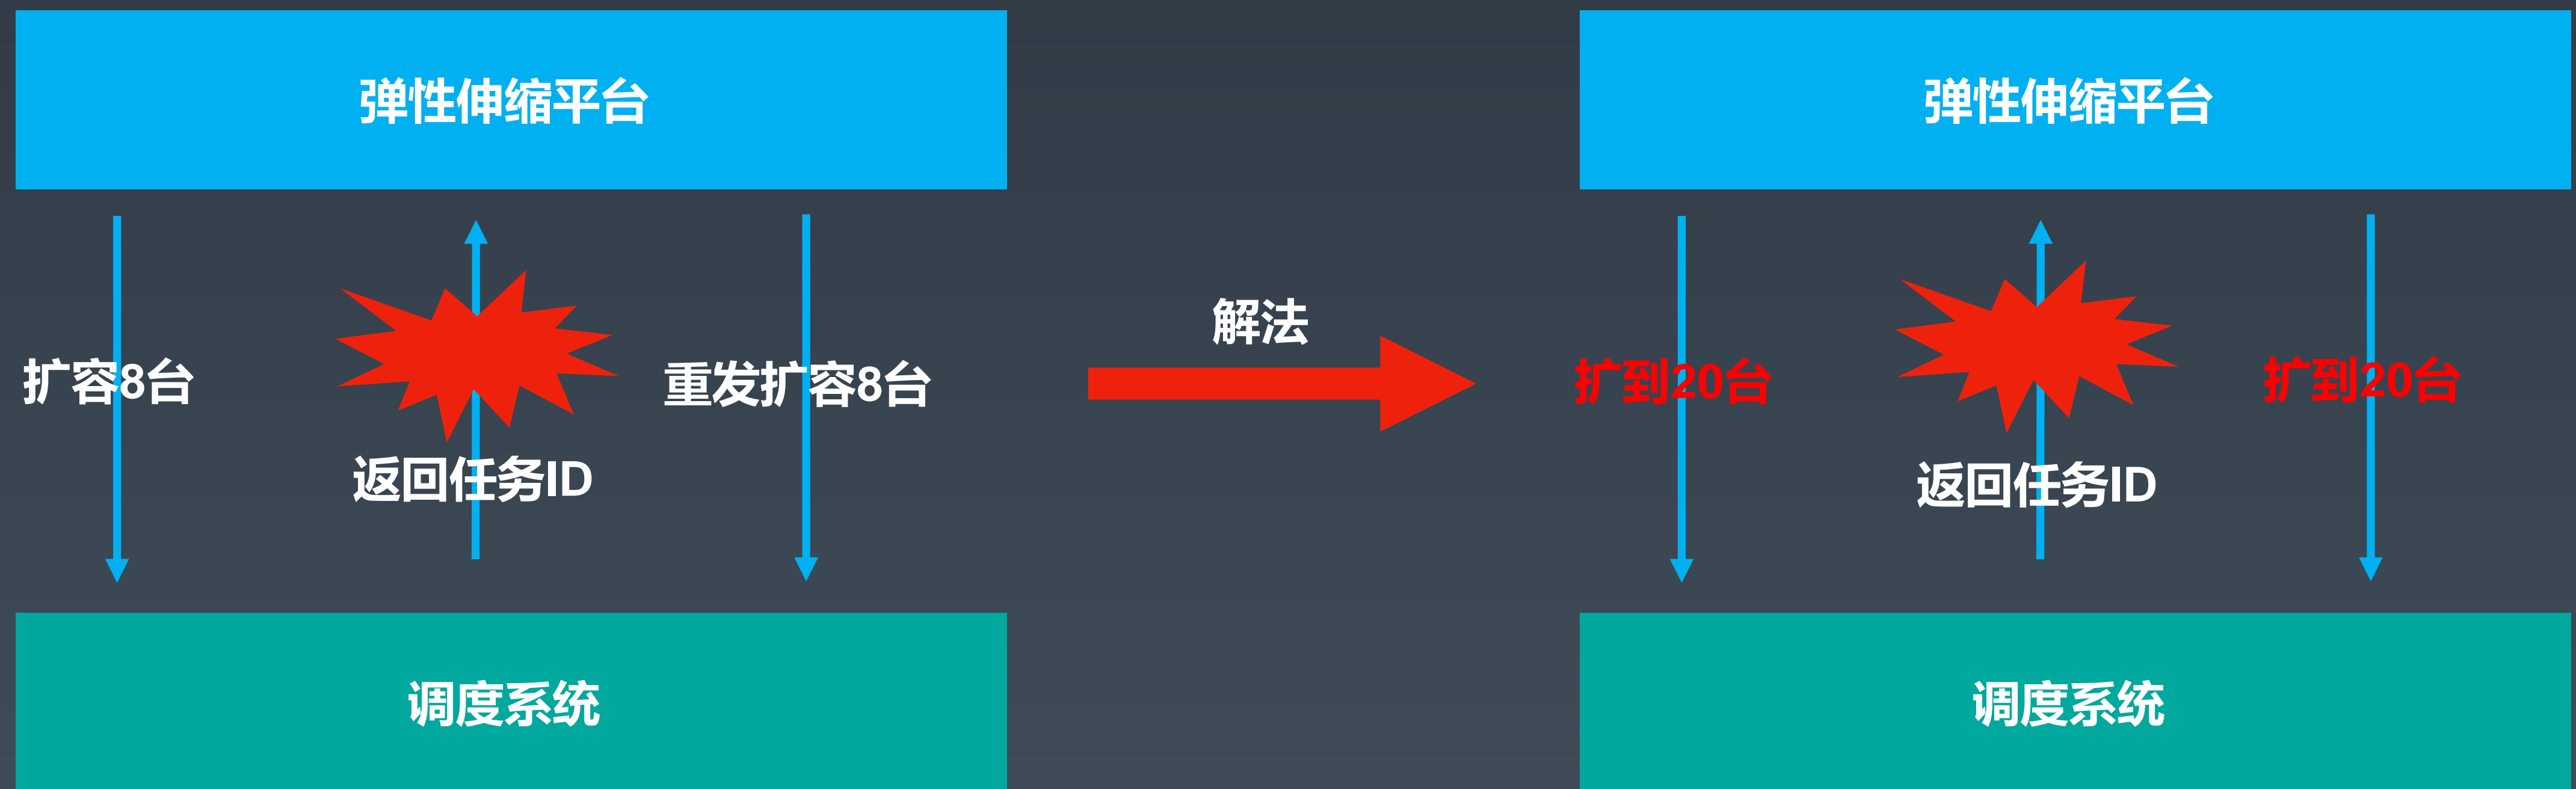 弹性伸缩平台
扩容8台
返回任务ID
重发扩容8台
调度系统
解法
弹性伸缩平台
扩到20台
返回任务ID
扩到20台
调度系统